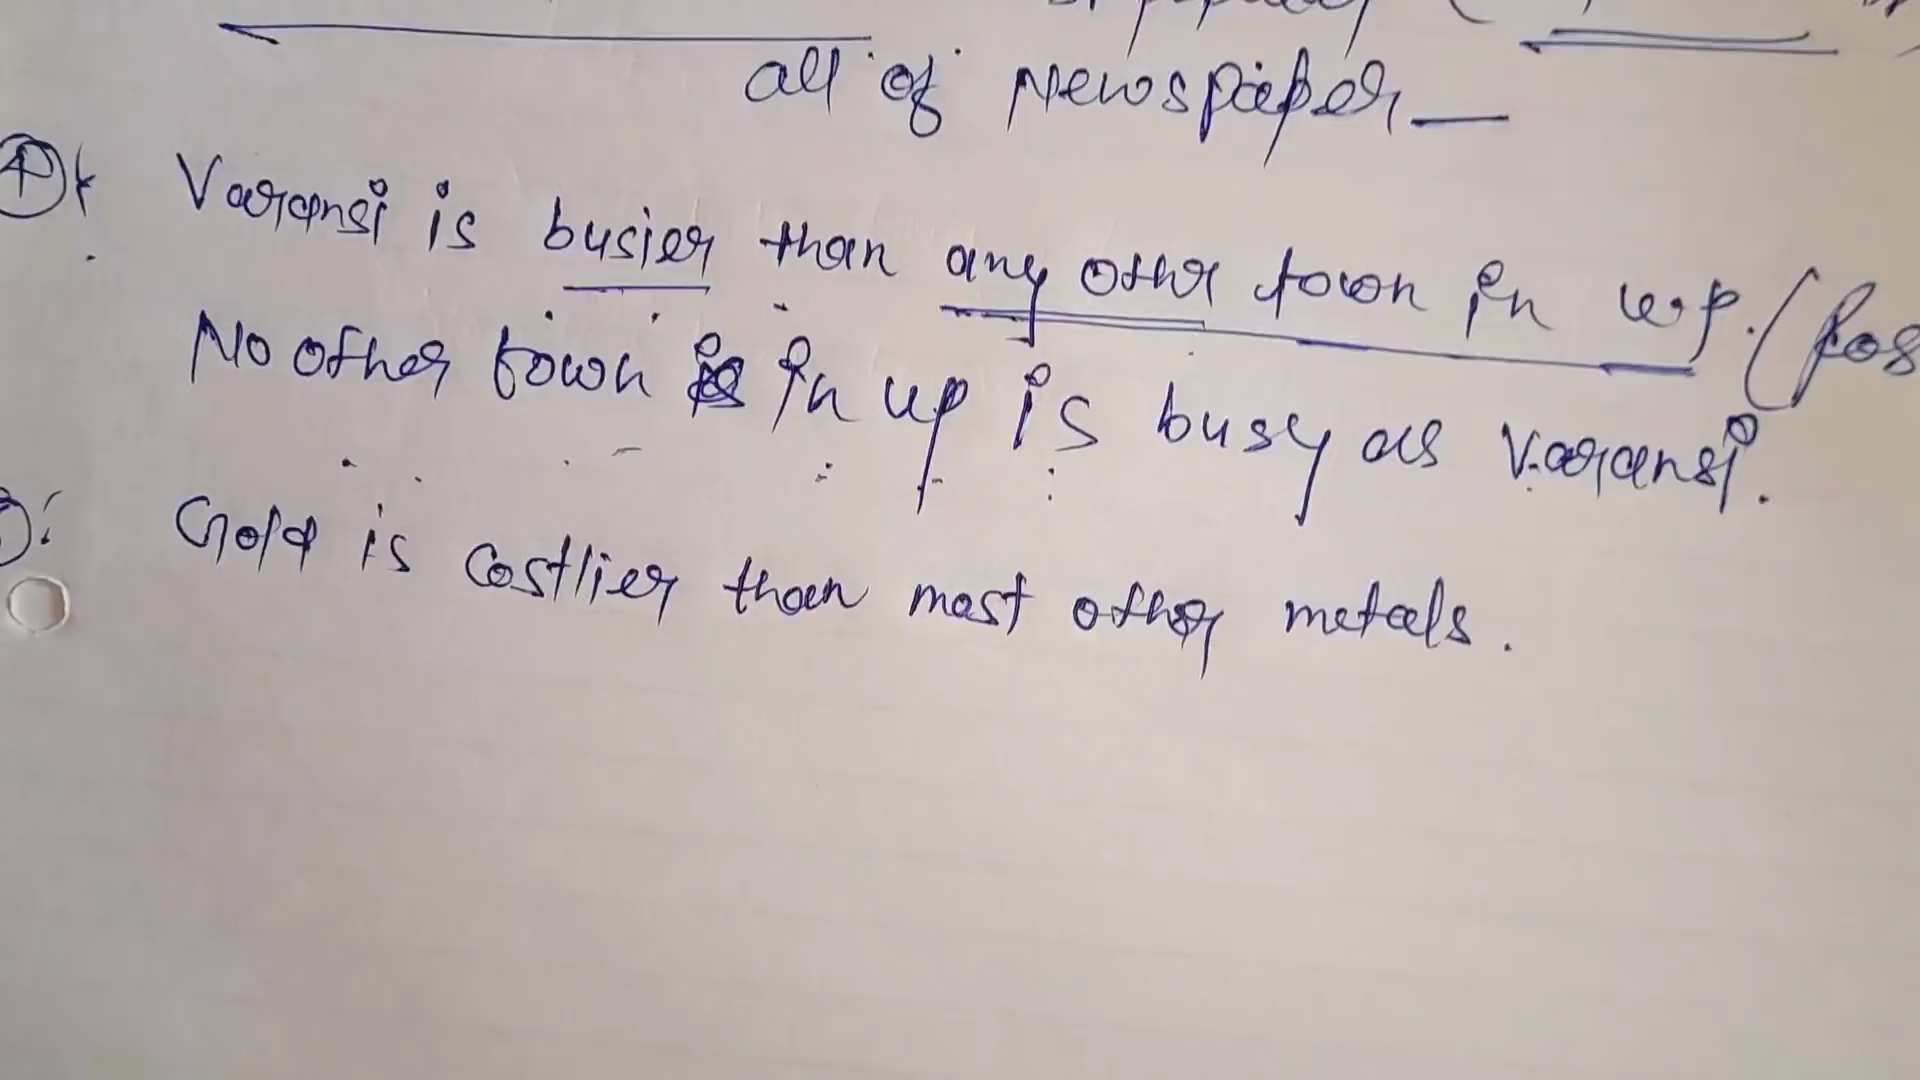 all of Newspaper
④ Varansi is busier than any other town in u.p. (Pos
No other town in up is busy as Varansi.
Gold is costlier than most other metals.